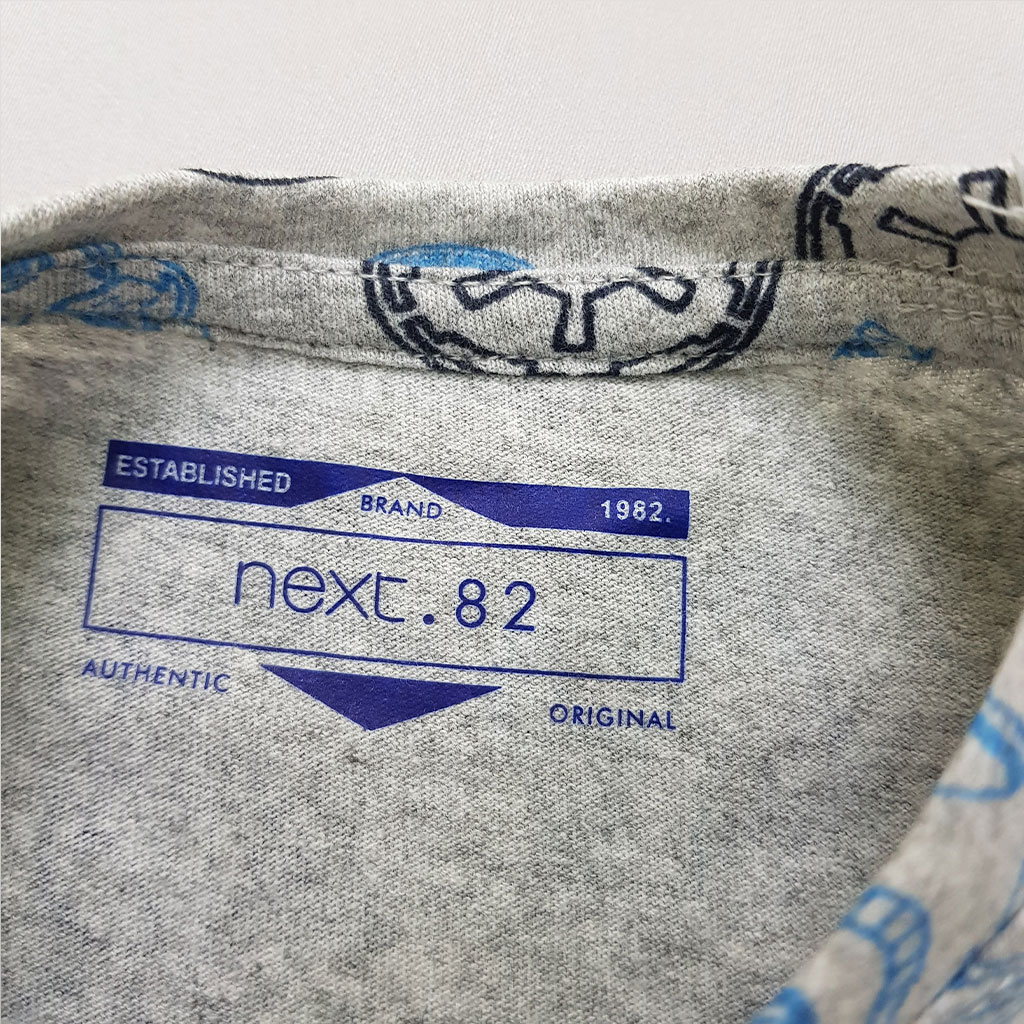 ESTABLISHED
BRAND
1982.
next.82
AUTHENTIC
ORIGINAL